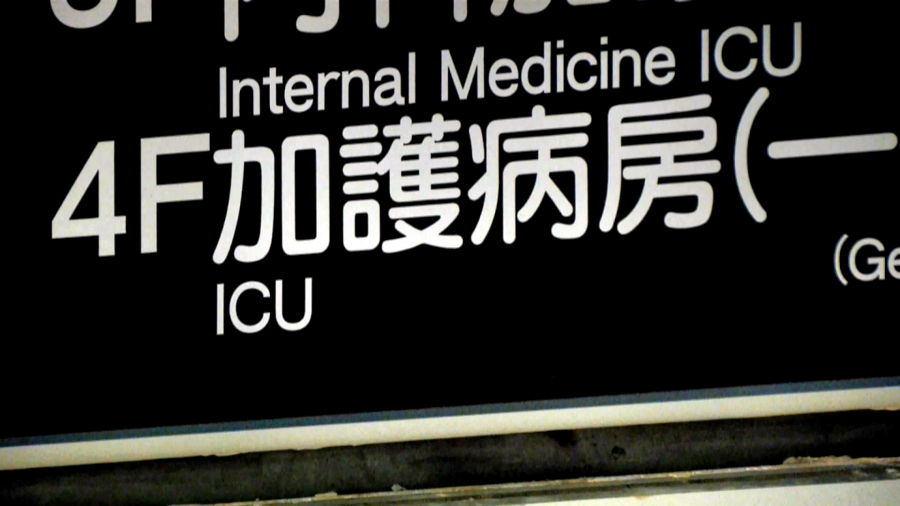 Internal Medicine ICU
4F加護病房(一
ICU
(Ge